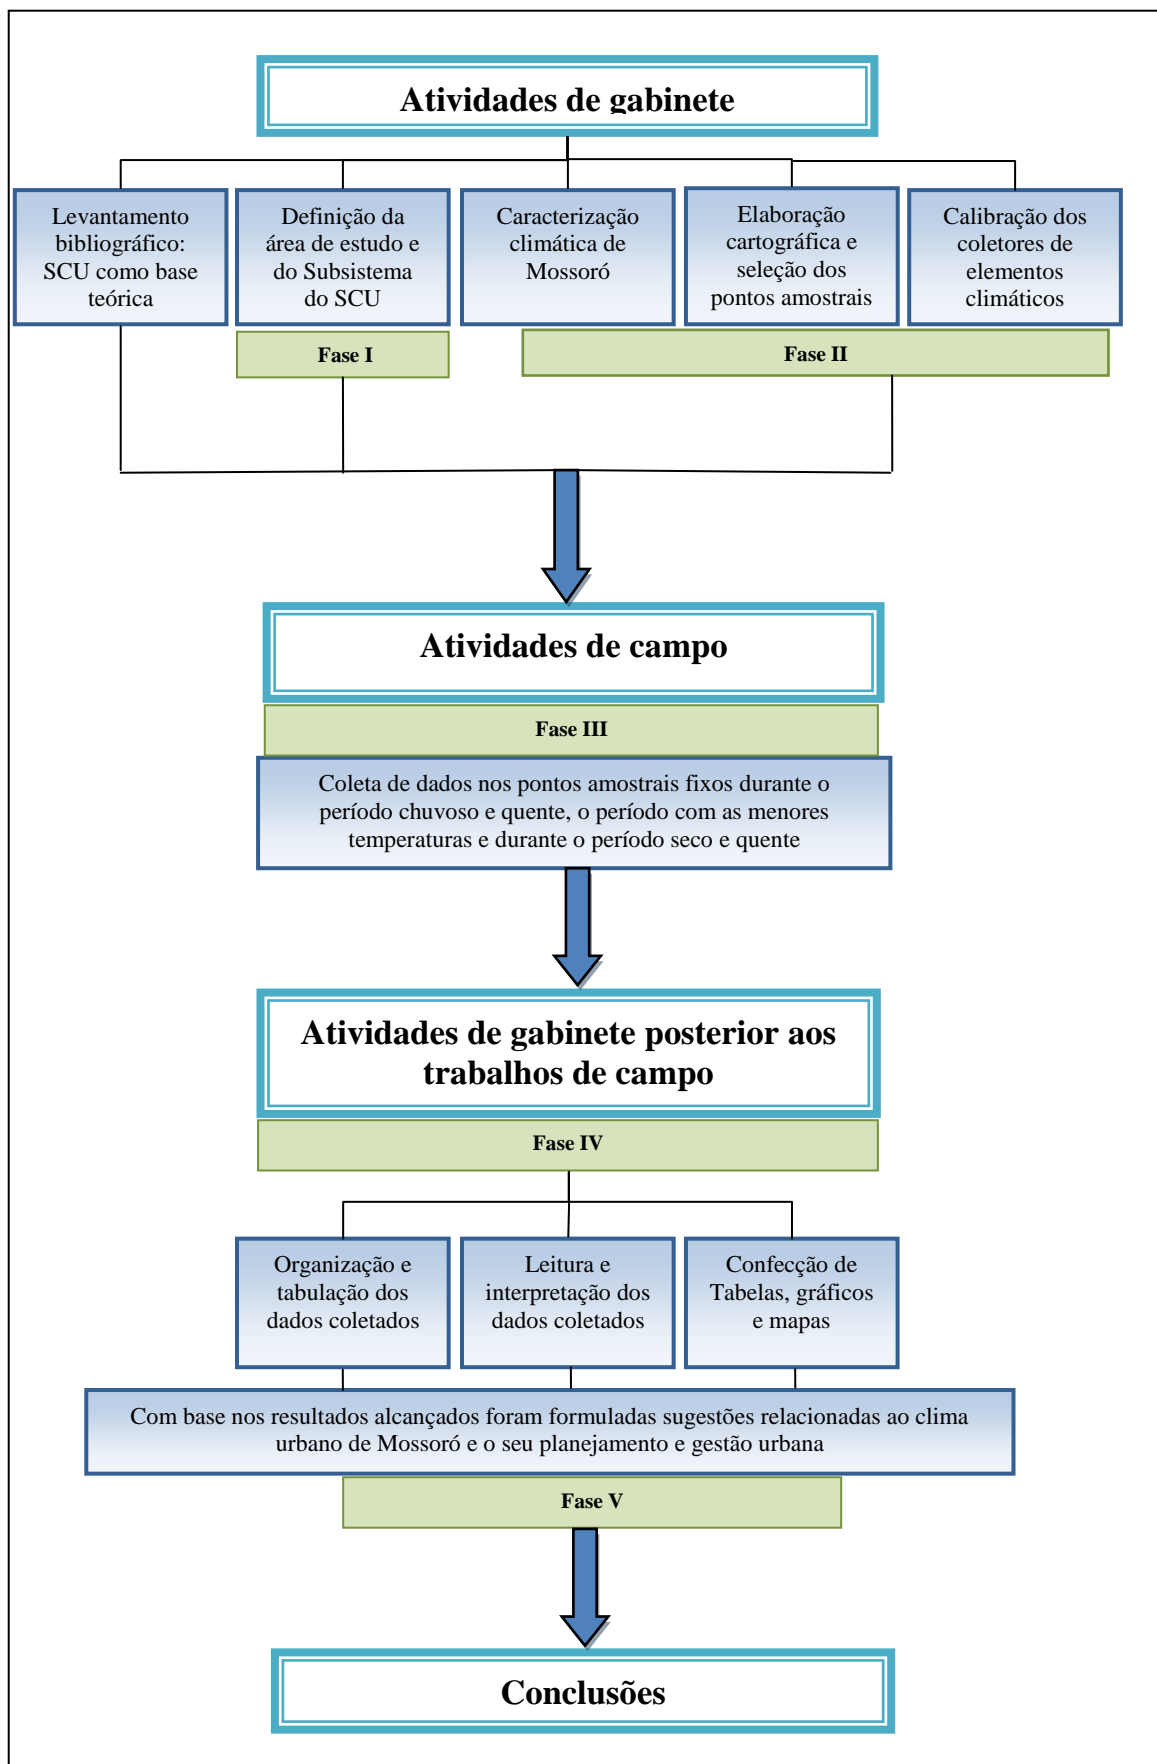 Atividades de gabinete
Levantamento
bibliográfico:
SCU como base
teórica
Definição da
área de estudo e
do Subsistema
do SCU
Caracterização
climática de
Mossoró
Elaboração
cartográfica e
seleção dos
pontos amostrais
Calibração dos
coletores de
elementos
climáticos
Fase I
Fase II
Atividades de campo
Fase III
Coleta de dados nos pontos amostrais fixos durante o
período chuvoso e quente, o período com as menores
temperaturas e durante o período seco e quente
Atividades de gabinete posterior aos
trabalhos de campo
Fase IV
Organização e
tabulação dos
dados coletados
Leitura e
interpretação dos
dados coletados
Confecção de
Tabelas, gráficos
e mapas
Com base nos resultados alcançados foram formuladas sugestões relacionadas ao clima
urbano de Mossoró e o seu planejamento e gestão urbana
Fase V
Conclusões